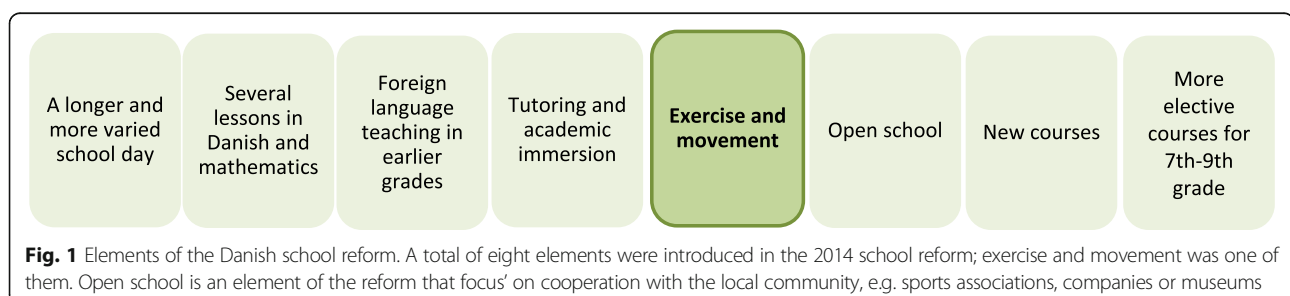 A longer and
more varied
school day
Several
lessons in
Danish and
mathematics
Foreign
language
teaching in
earlier
grades
Tutoring and
academic
immersion
Exercise and
movement
Open school
New courses
More
elective
courses for
7th-9th
grade
Fig. 1 Elements of the Danish school reform. A total of eight elements were introduced in the 2014 school reform; exercise and movement was one of
them. Open school is an element of the reform that focus’ on cooperation with the local community, e.g. sports associations, companies or museums